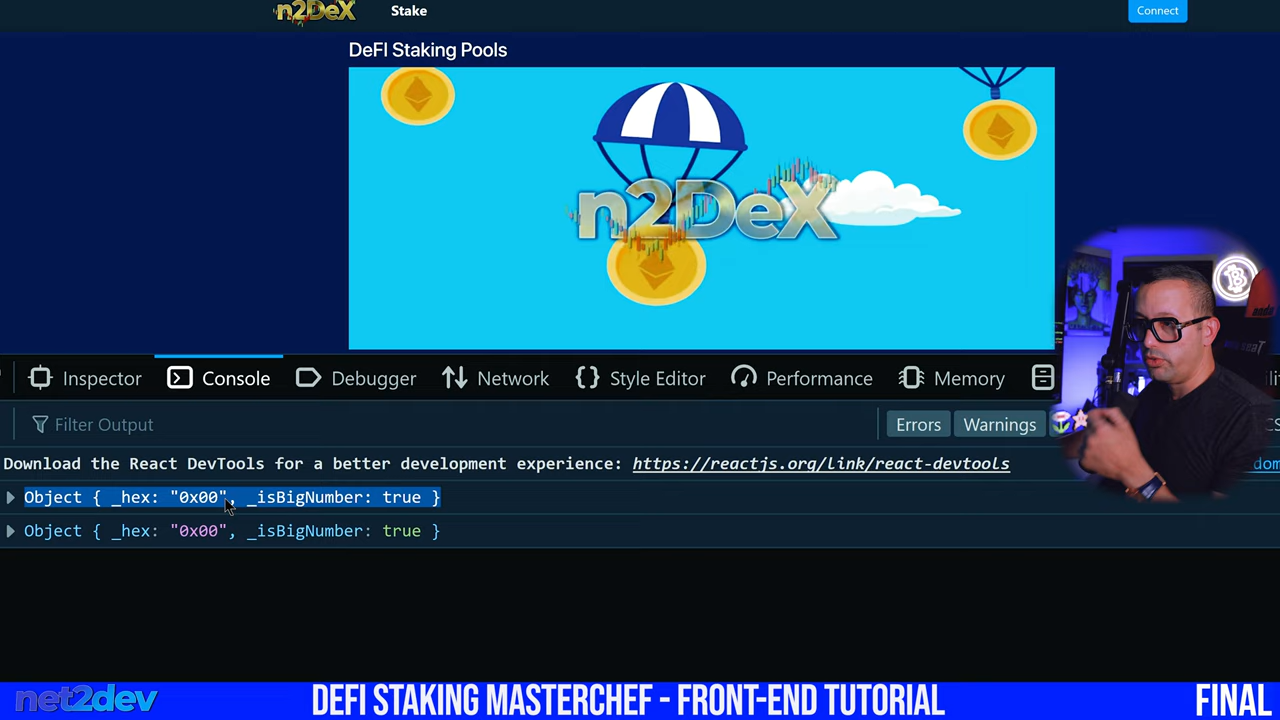 n2DeX
Stake
Connect
DeFI Staking Pools
n2DeX
Inspector
Console
Debugger
Network
Style Editor
Performance
Memory
Filter Output
Errors
Warnings
Download the React DevTools for a better development experience: https://reactjs.org/link/react-devtools
Object { _hex: "0x00", _isBigNumber: true }
Object { _hex: "0x00", _isBigNumber: true }
net2dev
DEFI STAKING MASTERCHEF - FRONT-END TUTORIAL
FINAL